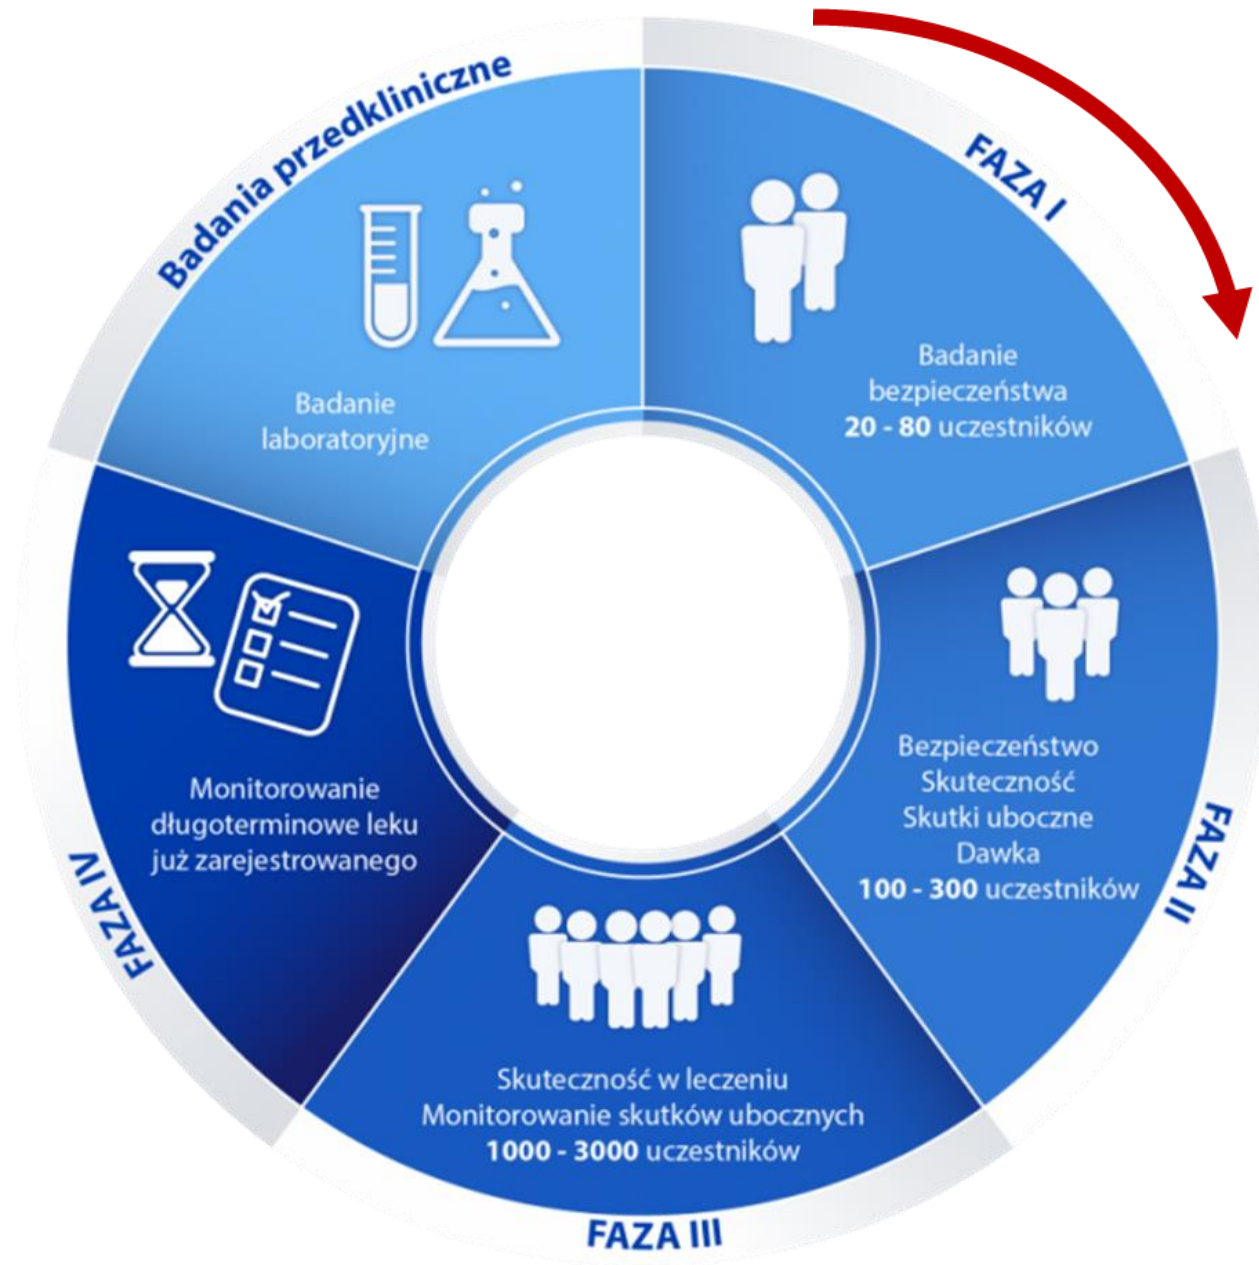 Badania przedkliniczne
Badanie
laboratoryjne
FAZA I
Badanie
bezpieczeństwa
20 - 80 uczestników
FAZA II
Bezpieczeństwo
Skuteczność
Skutki uboczne
Dawka
100 - 300 uczestników
FAZA III
Skuteczność w leczeniu
Monitorowanie skutków ubocznych
1000 - 3000 uczestników
FAZA IV
Monitorowanie
długoterminowe leku
już zarejestrowanego